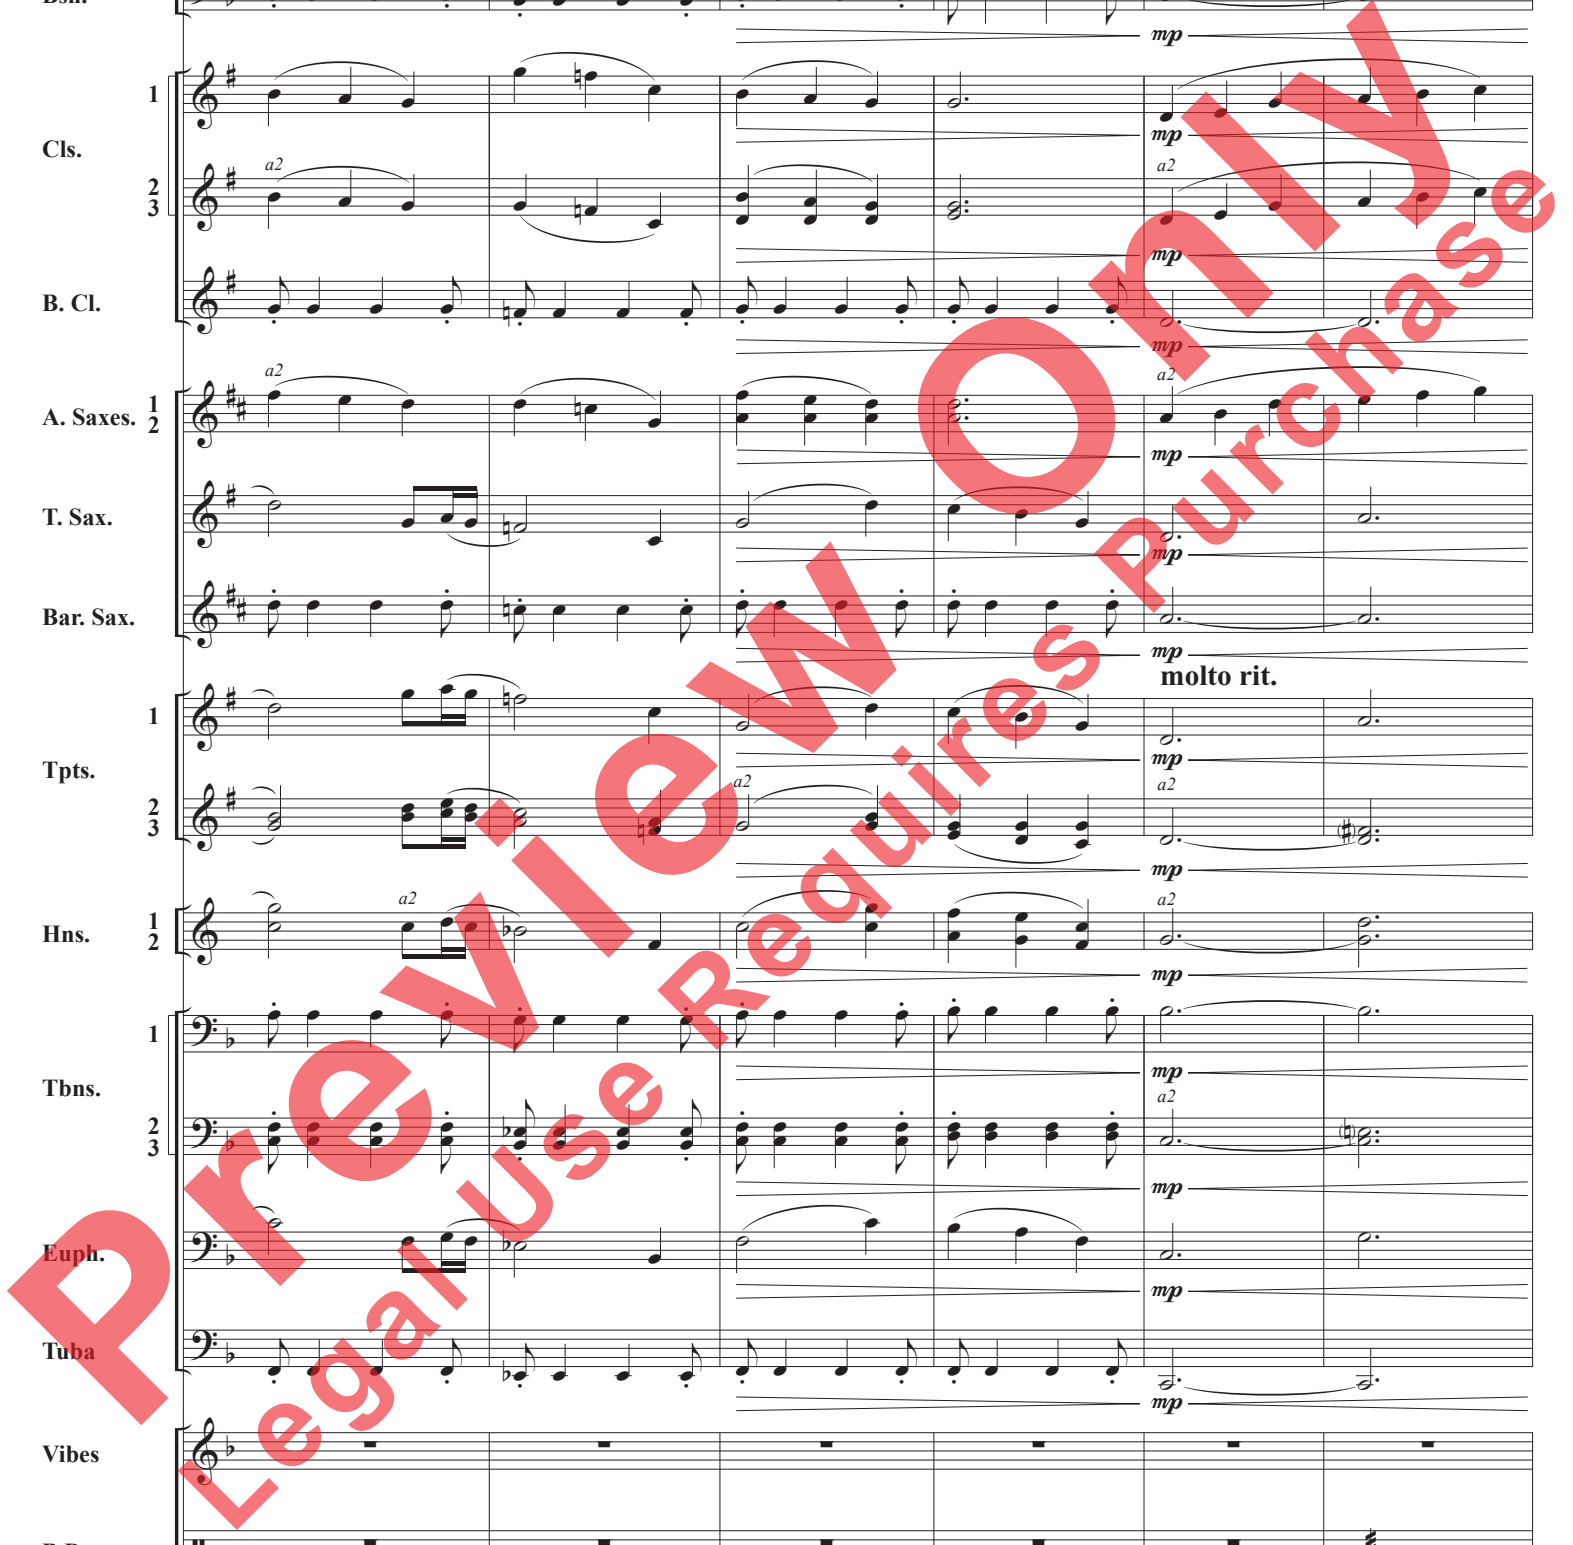 mp
1
Cls.
mp
a2
a2
2
3
mp
B. Cl.
mp
a2
a2
A. Saxes. 1
2
mp
T. Sax.
mp
Bar. Sax.
mp
molto rit.
1
mp
Tpts.
a2
a2
2
3
mp
a2
a2
Hns. 1
2
mp
1
mp
Tbns.
a2
2
3
mp
Euph.
mp
Tuba
mp
Vibes
Preview Only
Legal Use Requires Purchase